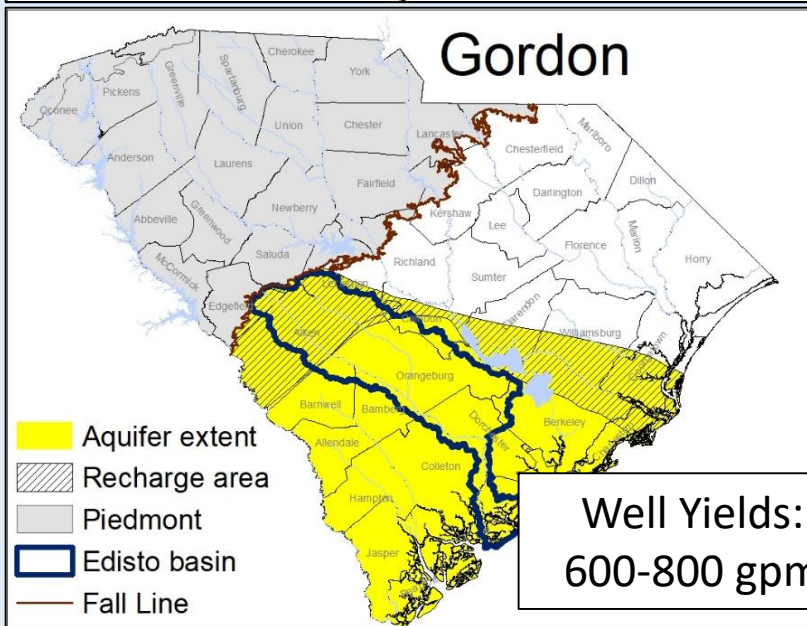 Gordon
Cherokee
York
Spartanburg
Greenville
Pickens
Oconee
Union
Chester
Lancaster
Chesterfield
Marlboro
Anderson
Laurens
Fairfield
Darlington
Dillon
Abbeville
Greenwood
Newberry
Kershaw
Lee
Marion
Florence
Horry
McCormick
Saluda
Richland
Sumter
Edgefield
Clarendon
Williamsburg
Aiken
Orangeburg
Barnwell
Bamberg
Dorchester
Berkeley
Allendale
Colleton
Hampton
Jasper
Aquifer extent
Recharge area
Piedmont
Edisto basin
Fall Line
Well Yields:
600-800 gpm